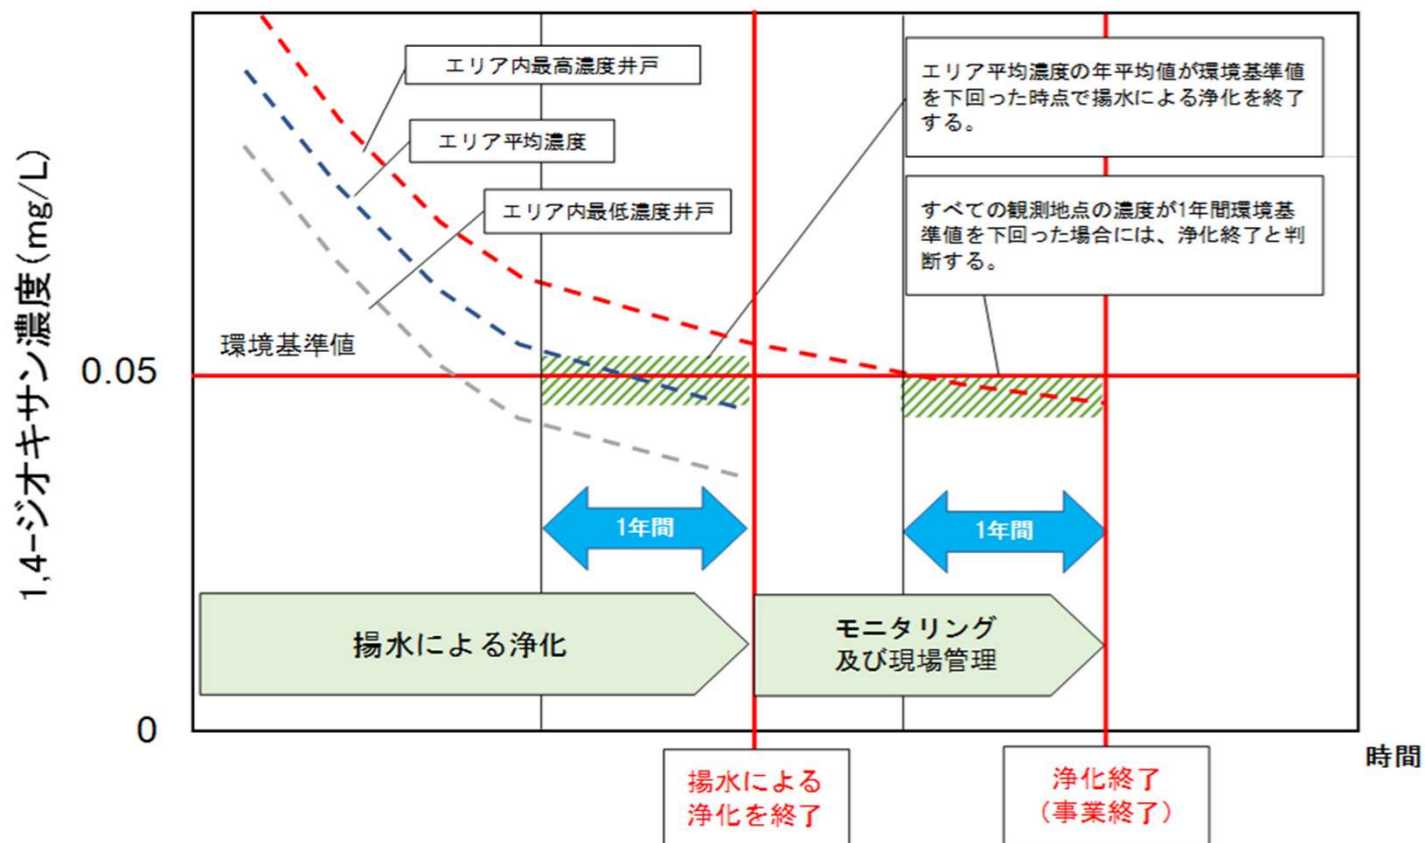 エリア内最高濃度井戸
エリア平均濃度
エリア内最低濃度井戸
エリア平均濃度の年平均値が環境基準値
を下回った時点で揚水による浄化を終了
する。
すべての観測地点の濃度が1年間環境基
準値を下回った場合には、浄化終了と判
断する。
1,4-ジオキサン濃度(mg/L)
環境基準値
0.05
1年間
1年間
揚水による浄化
モニタリング
及び現場管理
0
時間
揚水による
浄化を終了
浄化終了
(事業終了)